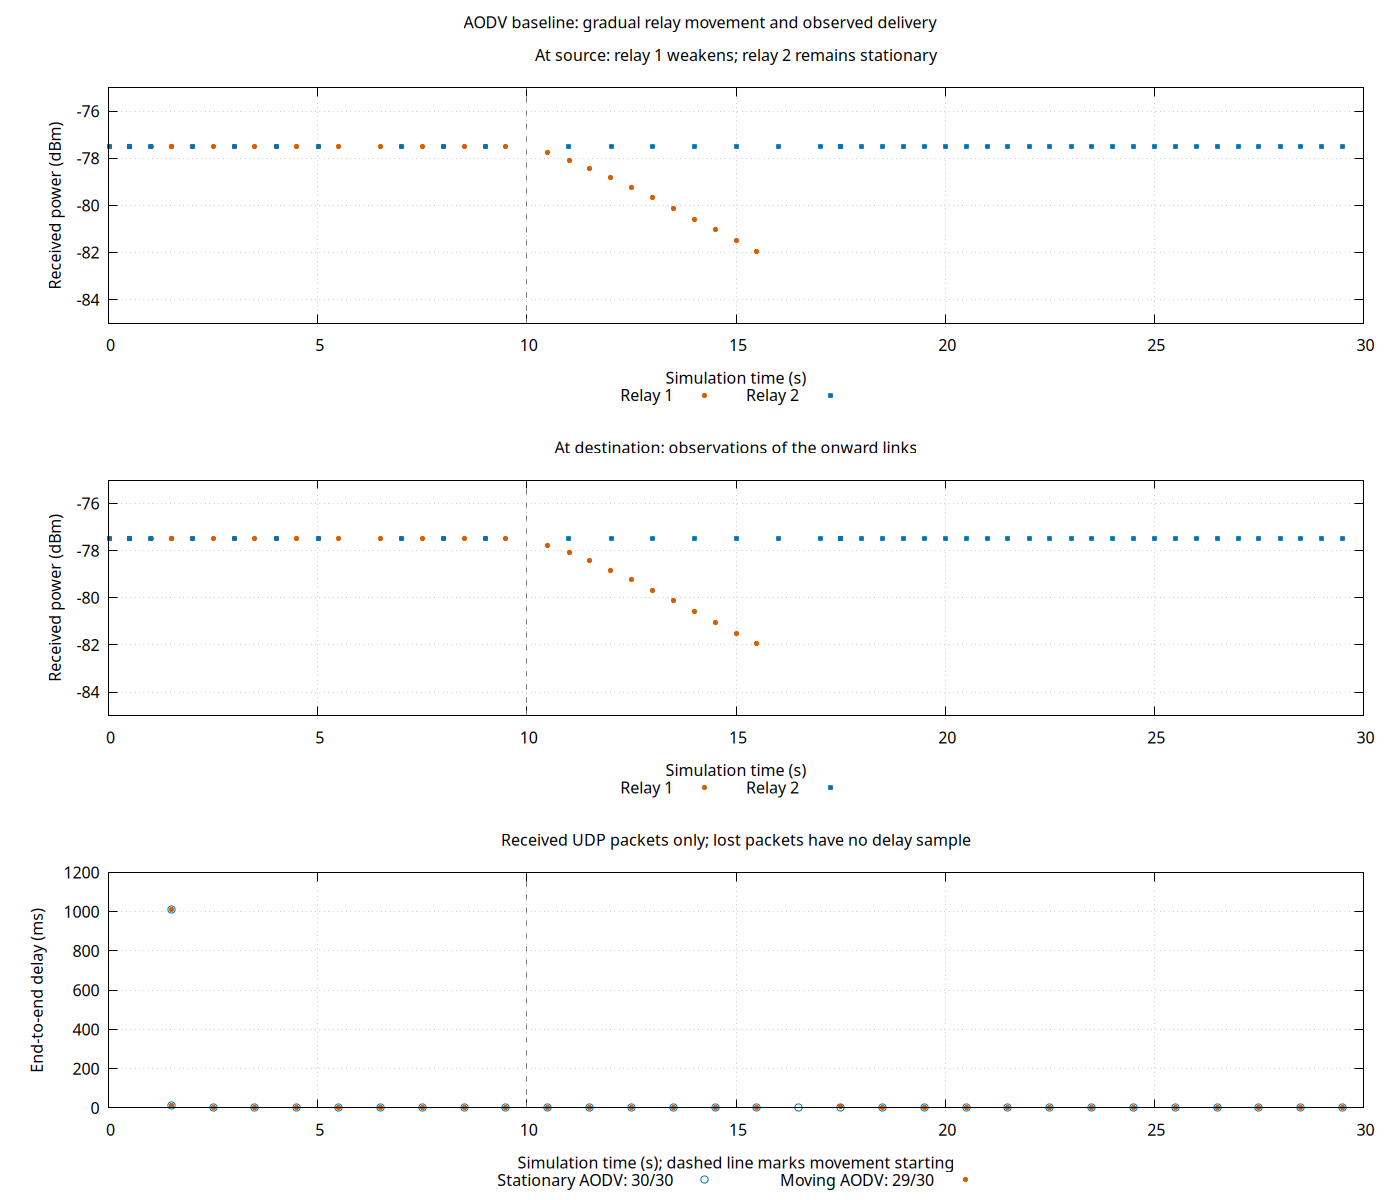 AODV baseline: gradual relay movement and observed delivery
At source: relay 1 weakens; relay 2 remains stationary
Received power (dBm)
-76
-78
-80
-82
-84
0 5 10 15 20 25 30
Simulation time (s)
Relay 1 Relay 2
At destination: observations of the onward links
Received power (dBm)
-76
-78
-80
-82
-84
0 5 10 15 20 25 30
Simulation time (s)
Relay 1 Relay 2
Received UDP packets only; lost packets have no delay sample
End-to-end delay (ms)
1200
1000
800
600
400
200
0
0 5 10 15 20 25 30
Simulation time (s); dashed line marks movement starting
Stationary AODV: 30/30 Moving AODV: 29/30